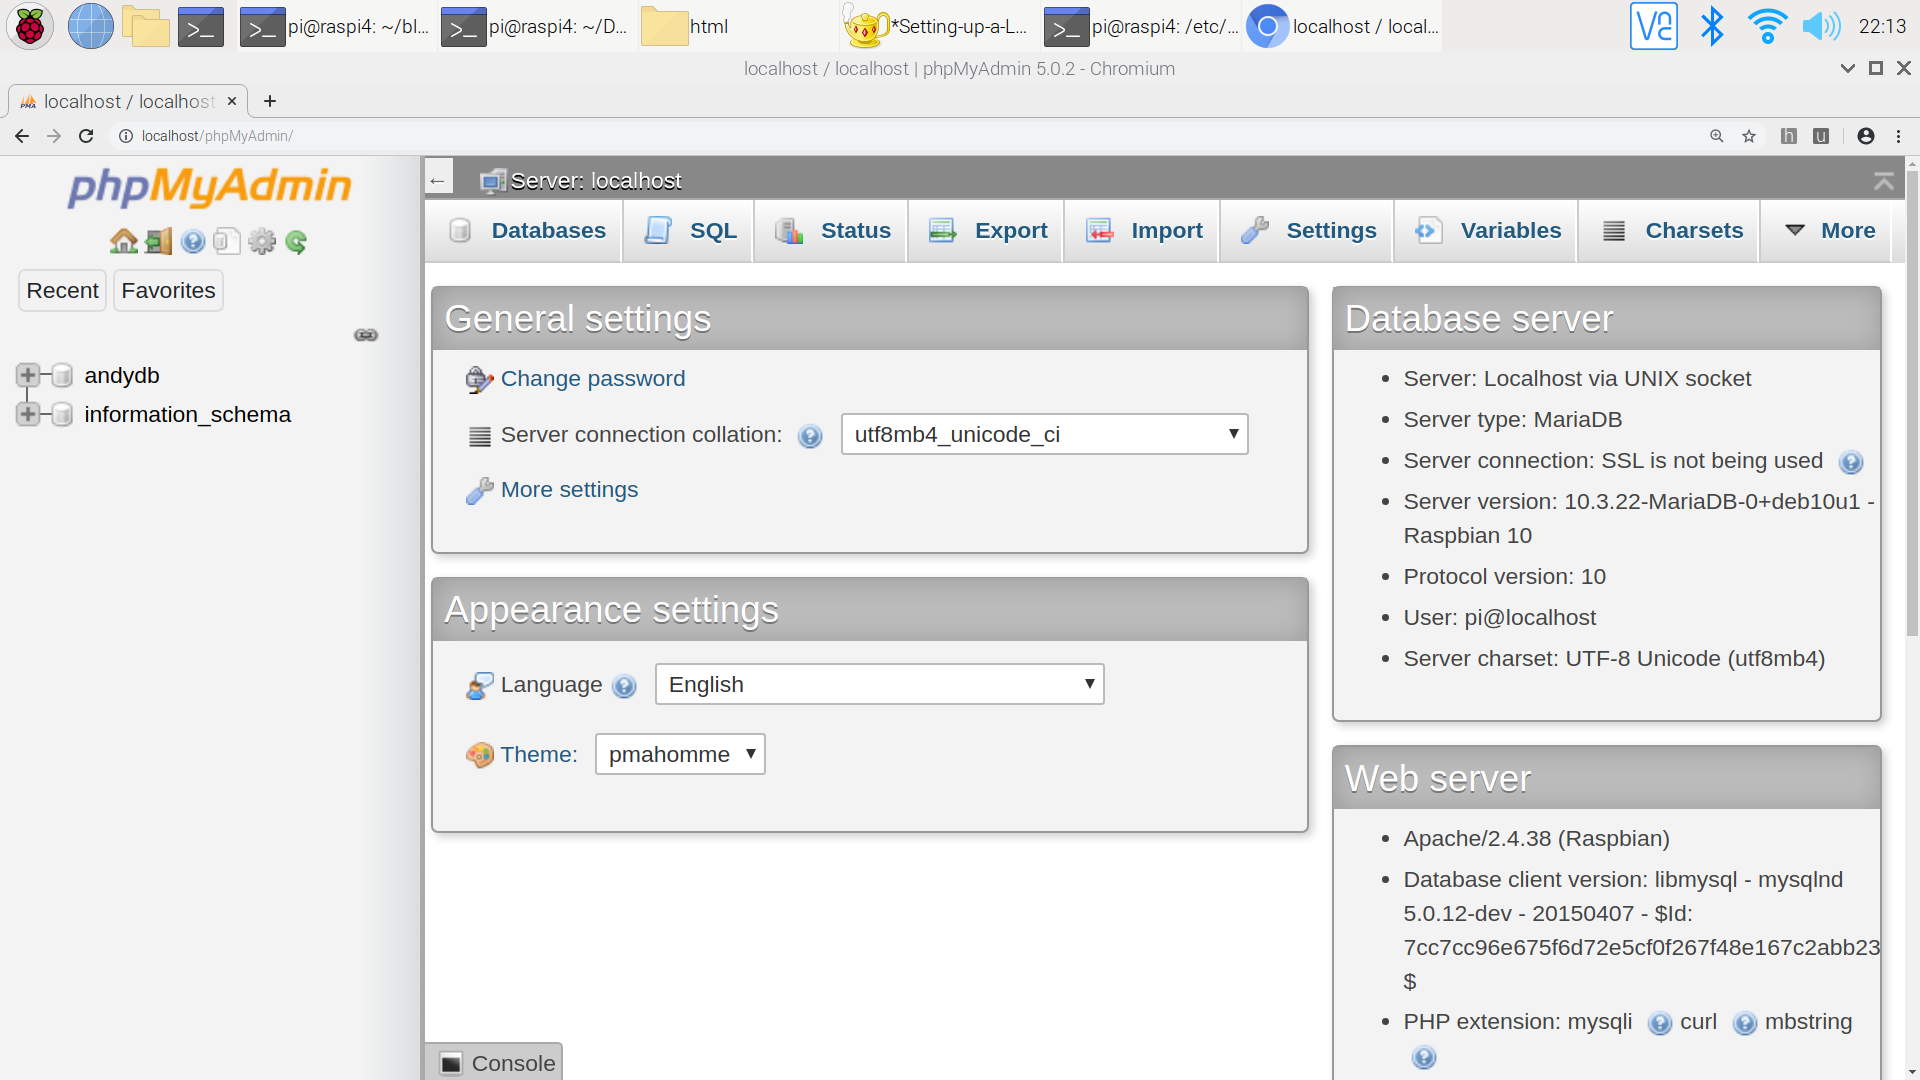 pi@raspi4: ~/bl...
pi@raspi4: ~/D...
html
*Setting-up-a-L...
pi@raspi4: /etc/...
localhost / local...
22:13
localhost / localhost | phpMyAdmin 5.0.2 - Chromium
localhost / localhost
localhost/phpMyAdmin/
phpMyAdmin
Recent
Favorites
andydb
information_schema
Server: localhost
Databases
SQL
Status
Export
Import
Settings
Variables
Charsets
More
General settings
Change password
Server connection collation:
utf8mb4_unicode_ci
More settings
Appearance settings
Language
English
Theme:
pmahomme
Console
Database server
Server: Localhost via UNIX socket
Server type: MariaDB
Server connection: SSL is not being used
Server version: 10.3.22-MariaDB-0+deb10u1 -
Raspbian 10
Protocol version: 10
User: pi@localhost
Server charset: UTF-8 Unicode (utf8mb4)
Web server
Apache/2.4.38 (Raspbian)
Database client version: libmysql - mysqlnd
5.0.12-dev - 20150407 - $Id:
7cc7cc96e675f6d72e5cf0f267f48e167c2abb23
$
PHP extension: mysqli curl mbstring